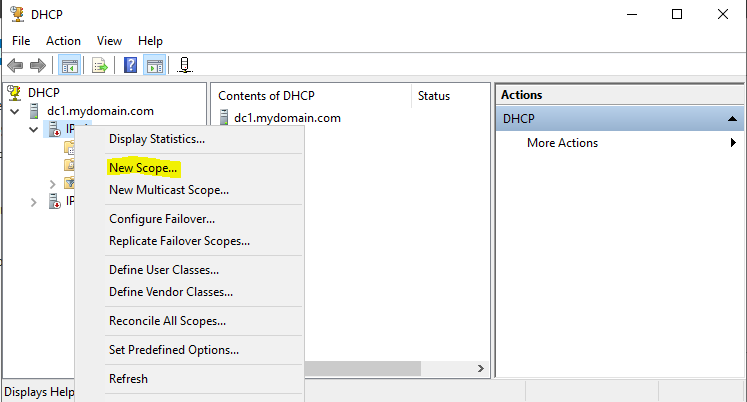 DHCP
File Action View Help
DHCP
dc1.mydomain.com
IP
IP
Contents of DHCP Status
dc1.mydomain.com
Actions
DHCP
More Actions
Display Statistics...
New Scope...
New Multicast Scope...
Configure Failover...
Replicate Failover Scopes...
Define User Classes...
Define Vendor Classes...
Reconcile All Scopes...
Set Predefined Options...
Refresh
Displays Help